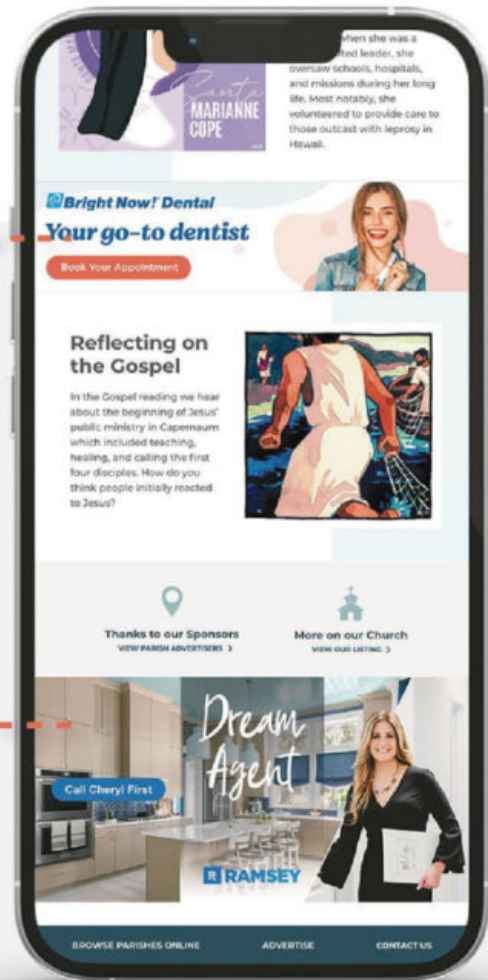 when she was a
ted leader, she
oversaw schools, hospitals,
and missions during her long
life. Most notably, she
volunteered to provide care to
those outcast with leprosy in
Hawaii.
Santa
MARIANNE
COPE
Bright Now! Dental
Your go-to dentist
Book Your Appointment
Reflecting on
the Gospel
In the Gospel reading we hear
about the beginning of Jesus'
public ministry in Capernaum
which included teaching,
healing, and calling the first
four disciples. How do you
think people initially reacted
to Jesus?
Thanks to our Sponsors
VIEW PARISH ADVERTISERS >
More on our Church
VIEW OUR LISTING >
Dream
Agent
Call Cheryl First
R RAMSEY
BROWSE PARISHES ONLINE ADVERTISE CONTACT US